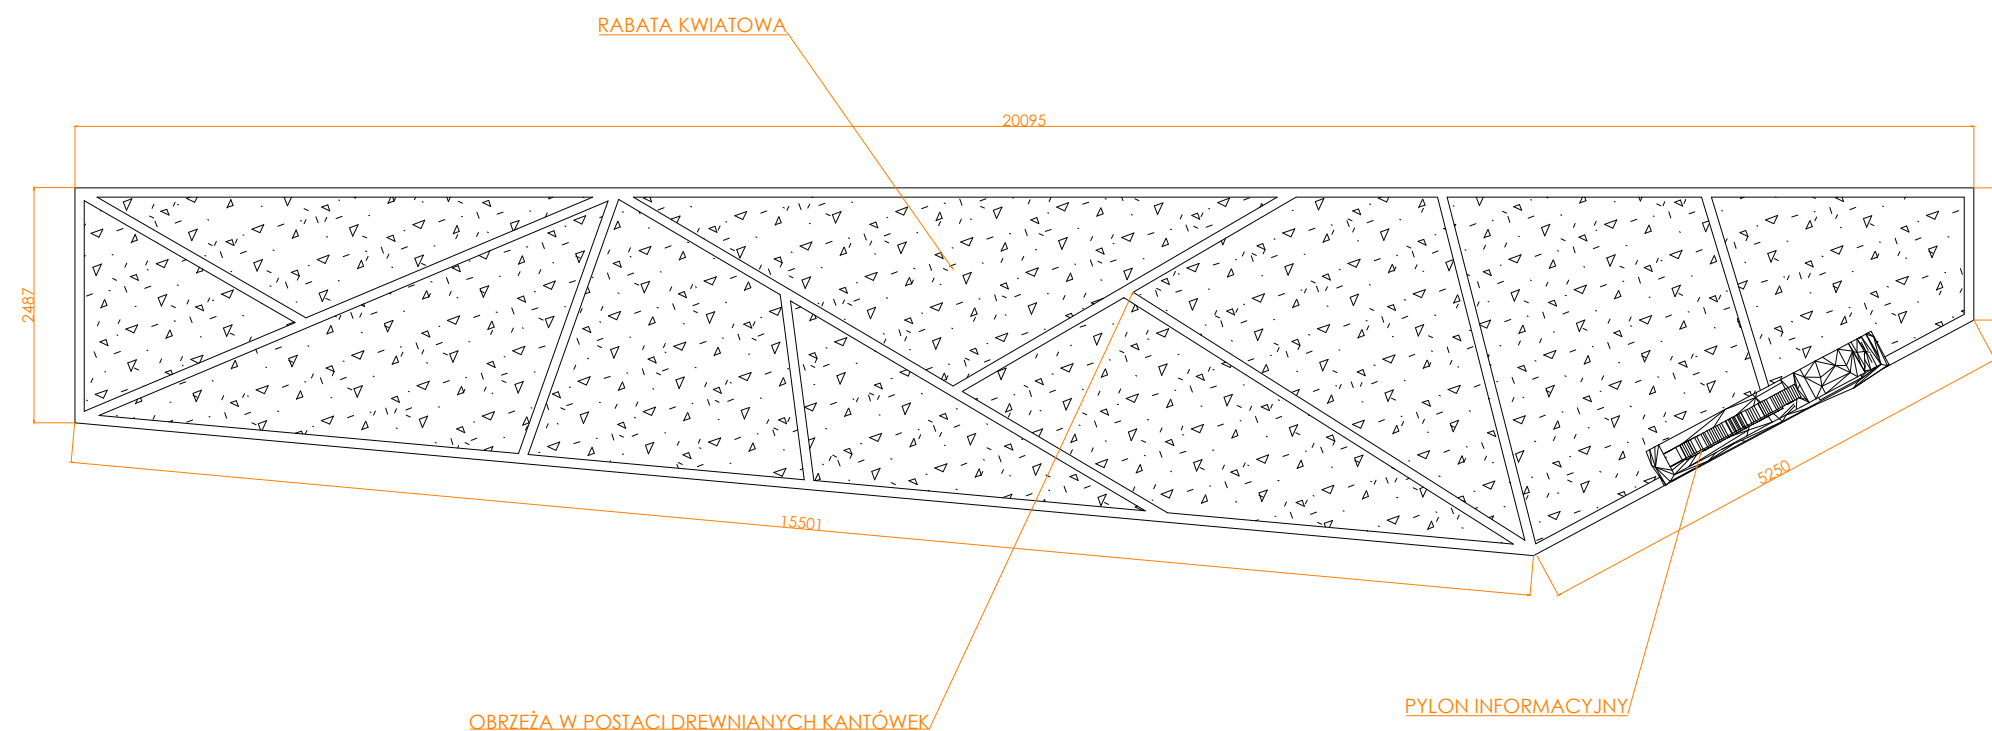 RABATA KWIATOWA
20095
2487
15501
5250
OBRZEŻA W POSTACI DREWNIANYCH KANTÓWEK
PYLON INFORMACYJNY